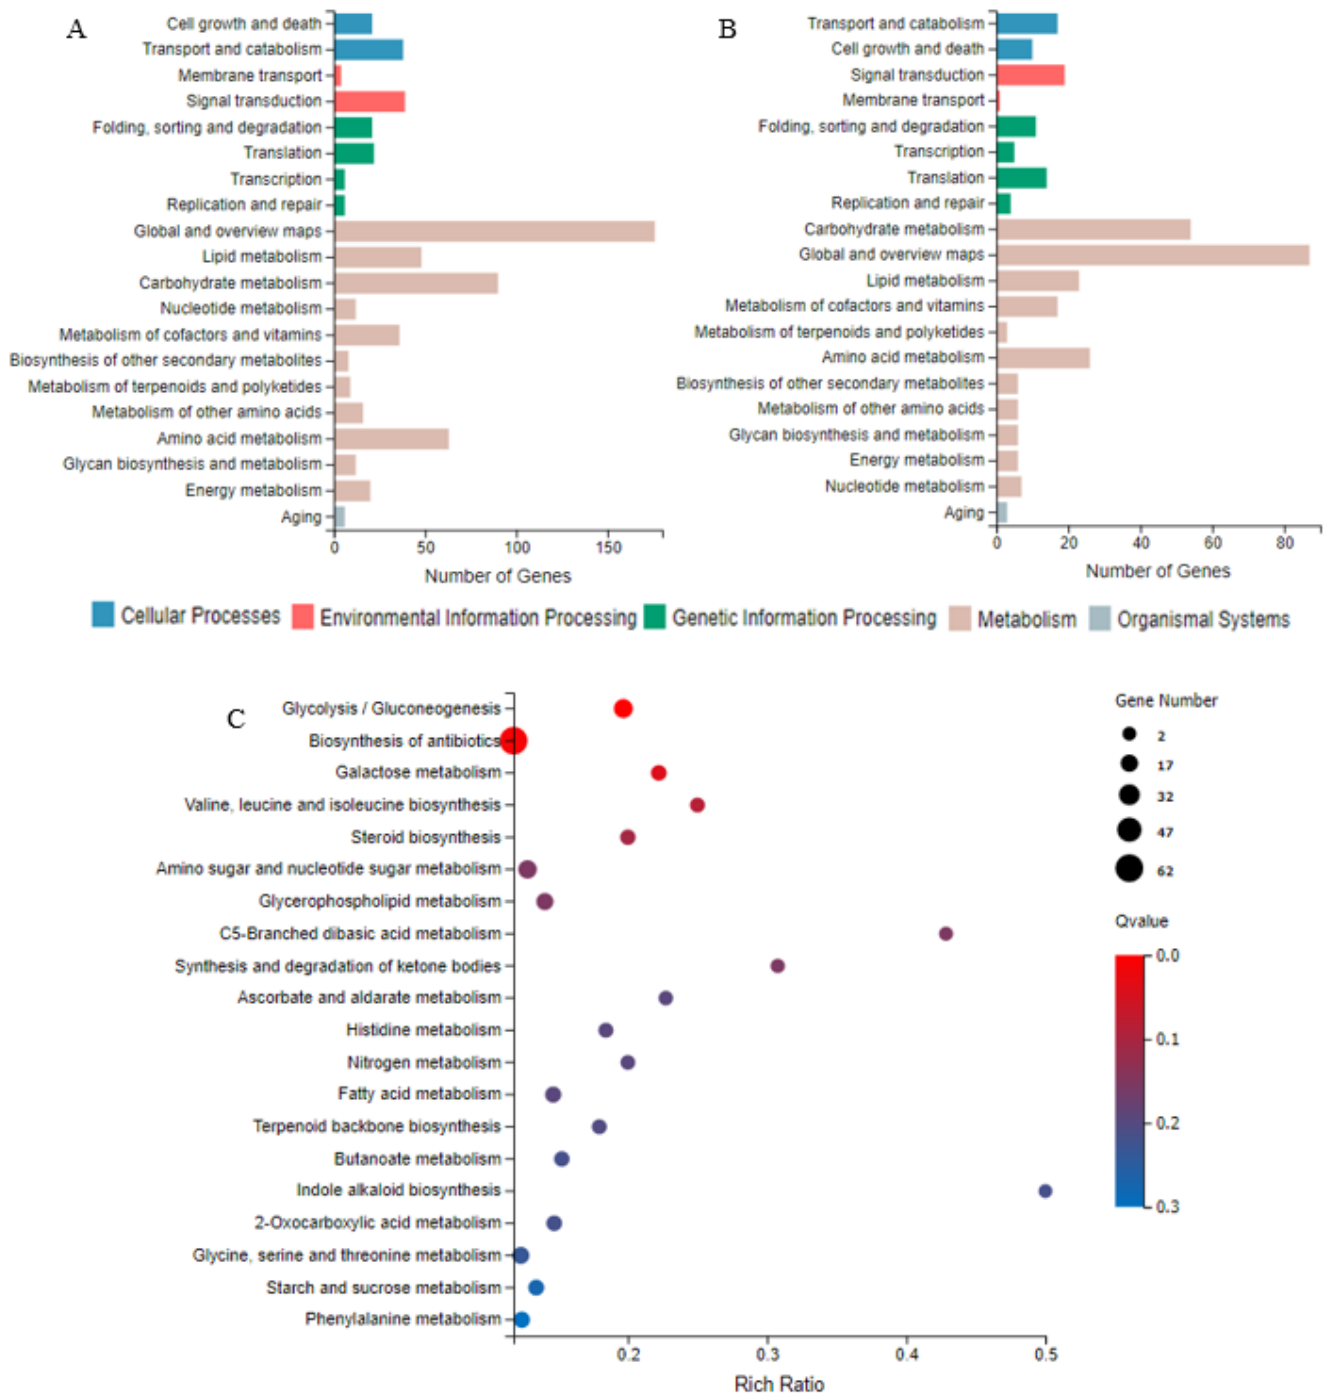 A
Cell growth and death
Transport and catabolism
Membrane transport
Signal transduction
Folding, sorting and degradation
Translation
Transcription
Replication and repair
Global and overview maps
Lipid metabolism
Carbohydrate metabolism
Nucleotide metabolism
Metabolism of cofactors and vitamins
Biosynthesis of other secondary metabolites
Metabolism of terpenoids and polyketides
Metabolism of other amino acids
Amino acid metabolism
Glycan biosynthesis and metabolism
Energy metabolism
Aging
0 50 100 150
Number of Genes
B
Transport and catabolism
Cell growth and death
Signal transduction
Membrane transport
Folding, sorting and degradation
Transcription
Translation
Replication and repair
Carbohydrate metabolism
Global and overview maps
Lipid metabolism
Metabolism of cofactors and vitamins
Metabolism of terpenoids and polyketides
Amino acid metabolism
Biosynthesis of other secondary metabolites
Metabolism of other amino acids
Glycan biosynthesis and metabolism
Energy metabolism
Nucleotide metabolism
Aging
0 20 40 60 80
Number of Genes
Cellular Processes Environmental Information Processing Genetic Information Processing Metabolism Organismal Systems
C
Glycolysis / Gluconeogenesis
Biosynthesis of antibiotics
Galactose metabolism
Valine, leucine and isoleucine biosynthesis
Steroid biosynthesis
Amino sugar and nucleotide sugar metabolism
Glycerophospholipid metabolism
C5-Branched dibasic acid metabolism
Synthesis and degradation of ketone bodies
Ascorbate and aldarate metabolism
Histidine metabolism
Nitrogen metabolism
Fatty acid metabolism
Terpenoid backbone biosynthesis
Butanoate metabolism
Indole alkaloid biosynthesis
2-Oxocarboxylic acid metabolism
Glycine, serine and threonine metabolism
Starch and sucrose metabolism
Phenylalanine metabolism
0.2 0.3 0.4 0.5
Rich Ratio
Gene Number
2
17
32
47
62
Qvalue
0.0
0.1
0.2
0.3